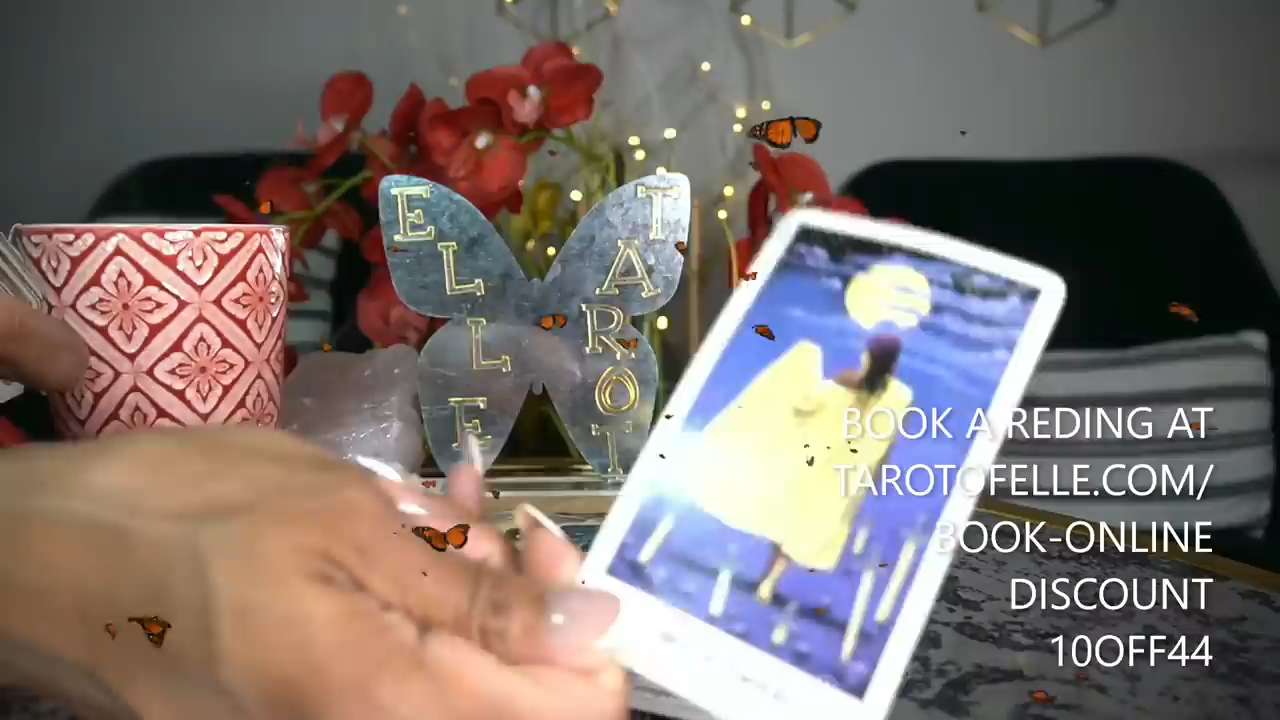 ELLE
TAROT
BOOK A REDING AT
TAROTOFELLE.COM/
BOOK-ONLINE
DISCOUNT
10OFF44